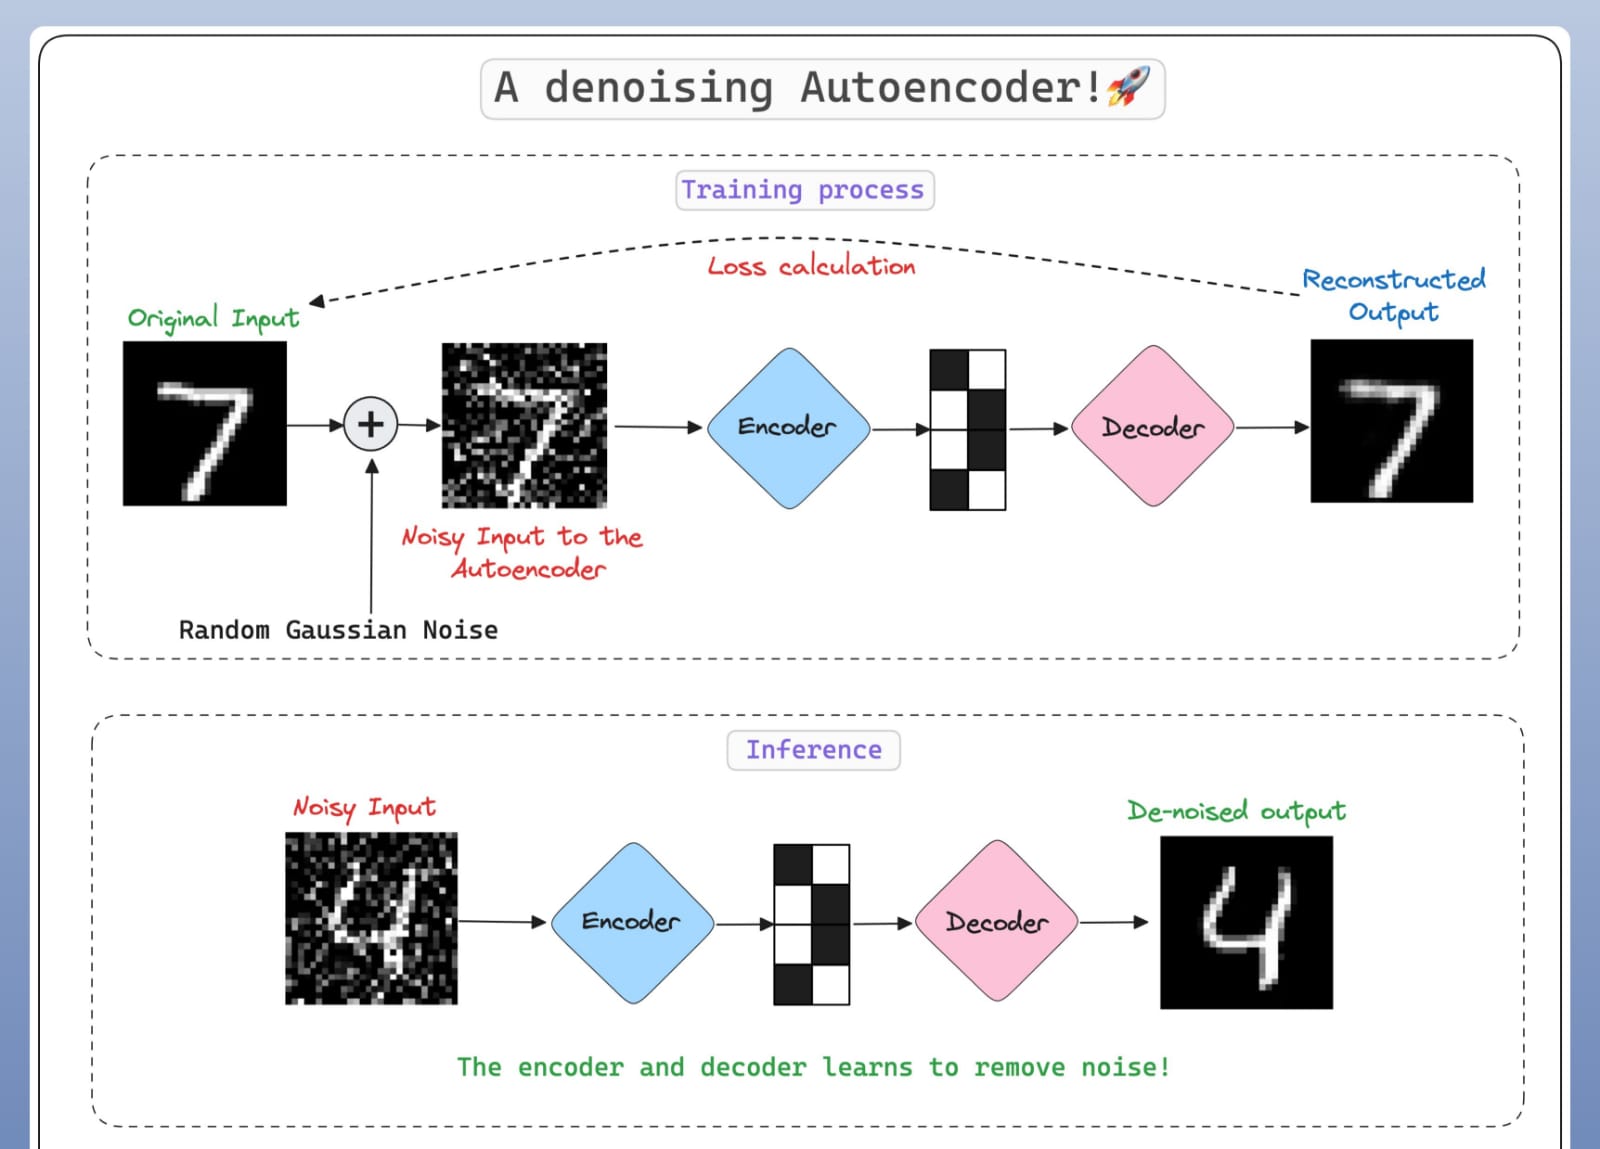 A denoising Autoencoder!🚀
Training process
Loss calculation
Reconstructed
Output
Original Input
+
Encoder
Decoder
Noisy Input to the
Autoencoder
Random Gaussian Noise
Inference
Noisy Input
De-noised output
Encoder
Decoder
The encoder and decoder learns to remove noise!